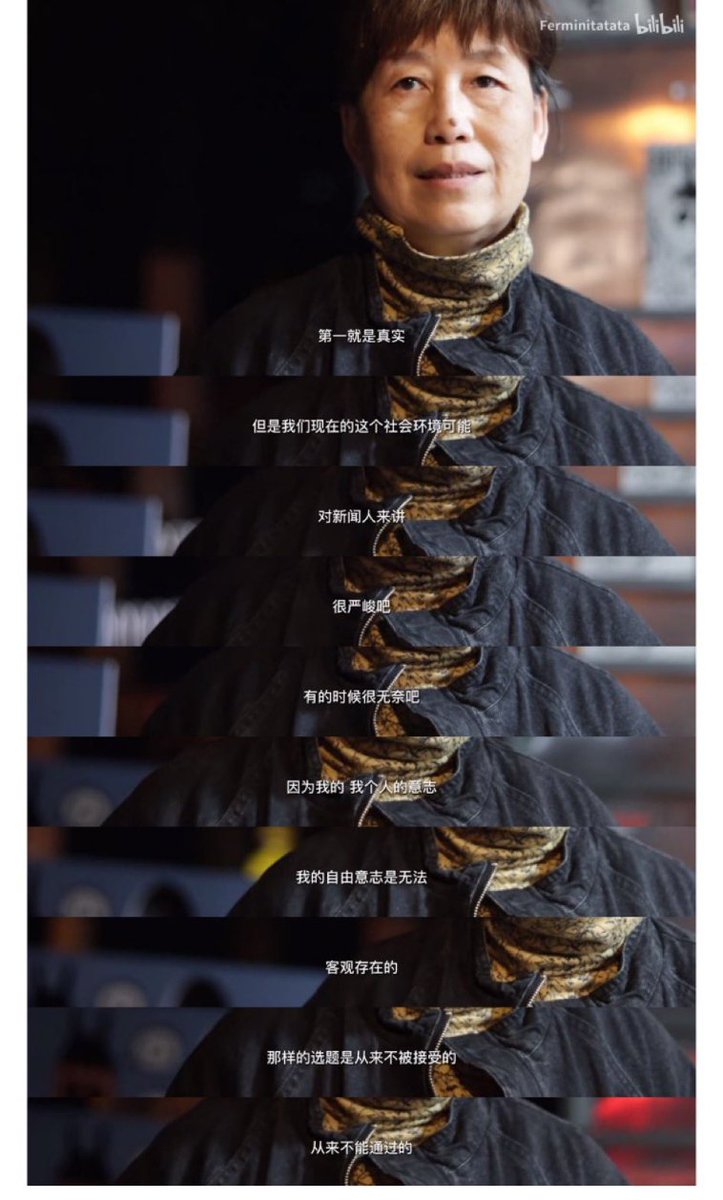 Ferminitatata bilibili
第一就是真实
但是我们现在的这个社会环境可能
对新闻人来讲
很严峻吧
有的时候很无奈吧
因为我的 我个人的意志
我的自由意志是无法
客观存在的
那样的选题是从来不被接受的
从来不能通过的